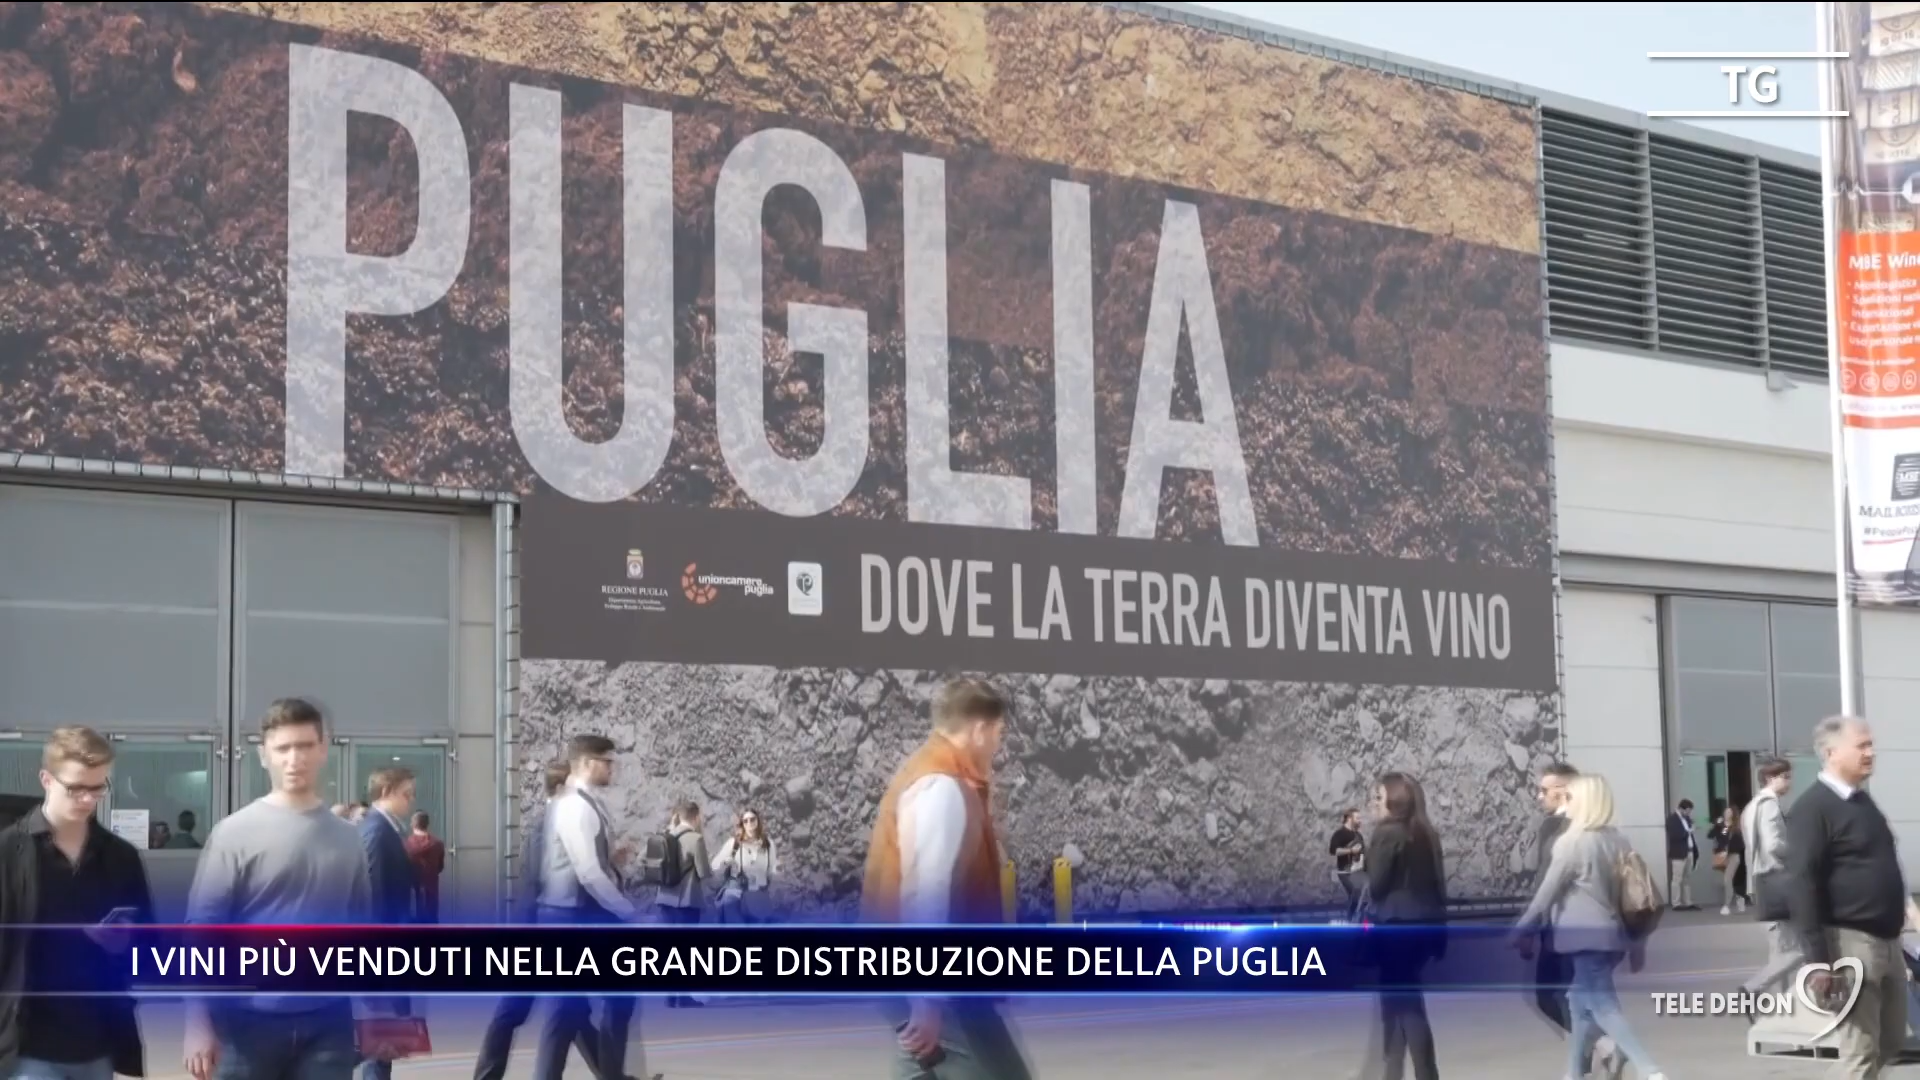 TG
PUGLIA
MBE Wine
REGIONE PUGLIA
unioncamere
puglia
DOVE LA TERRA DIVENTA VINO
I VINI PIÙ VENDUTI NELLA GRANDE DISTRIBUZIONE DELLA PUGLIA
TELE DEHON